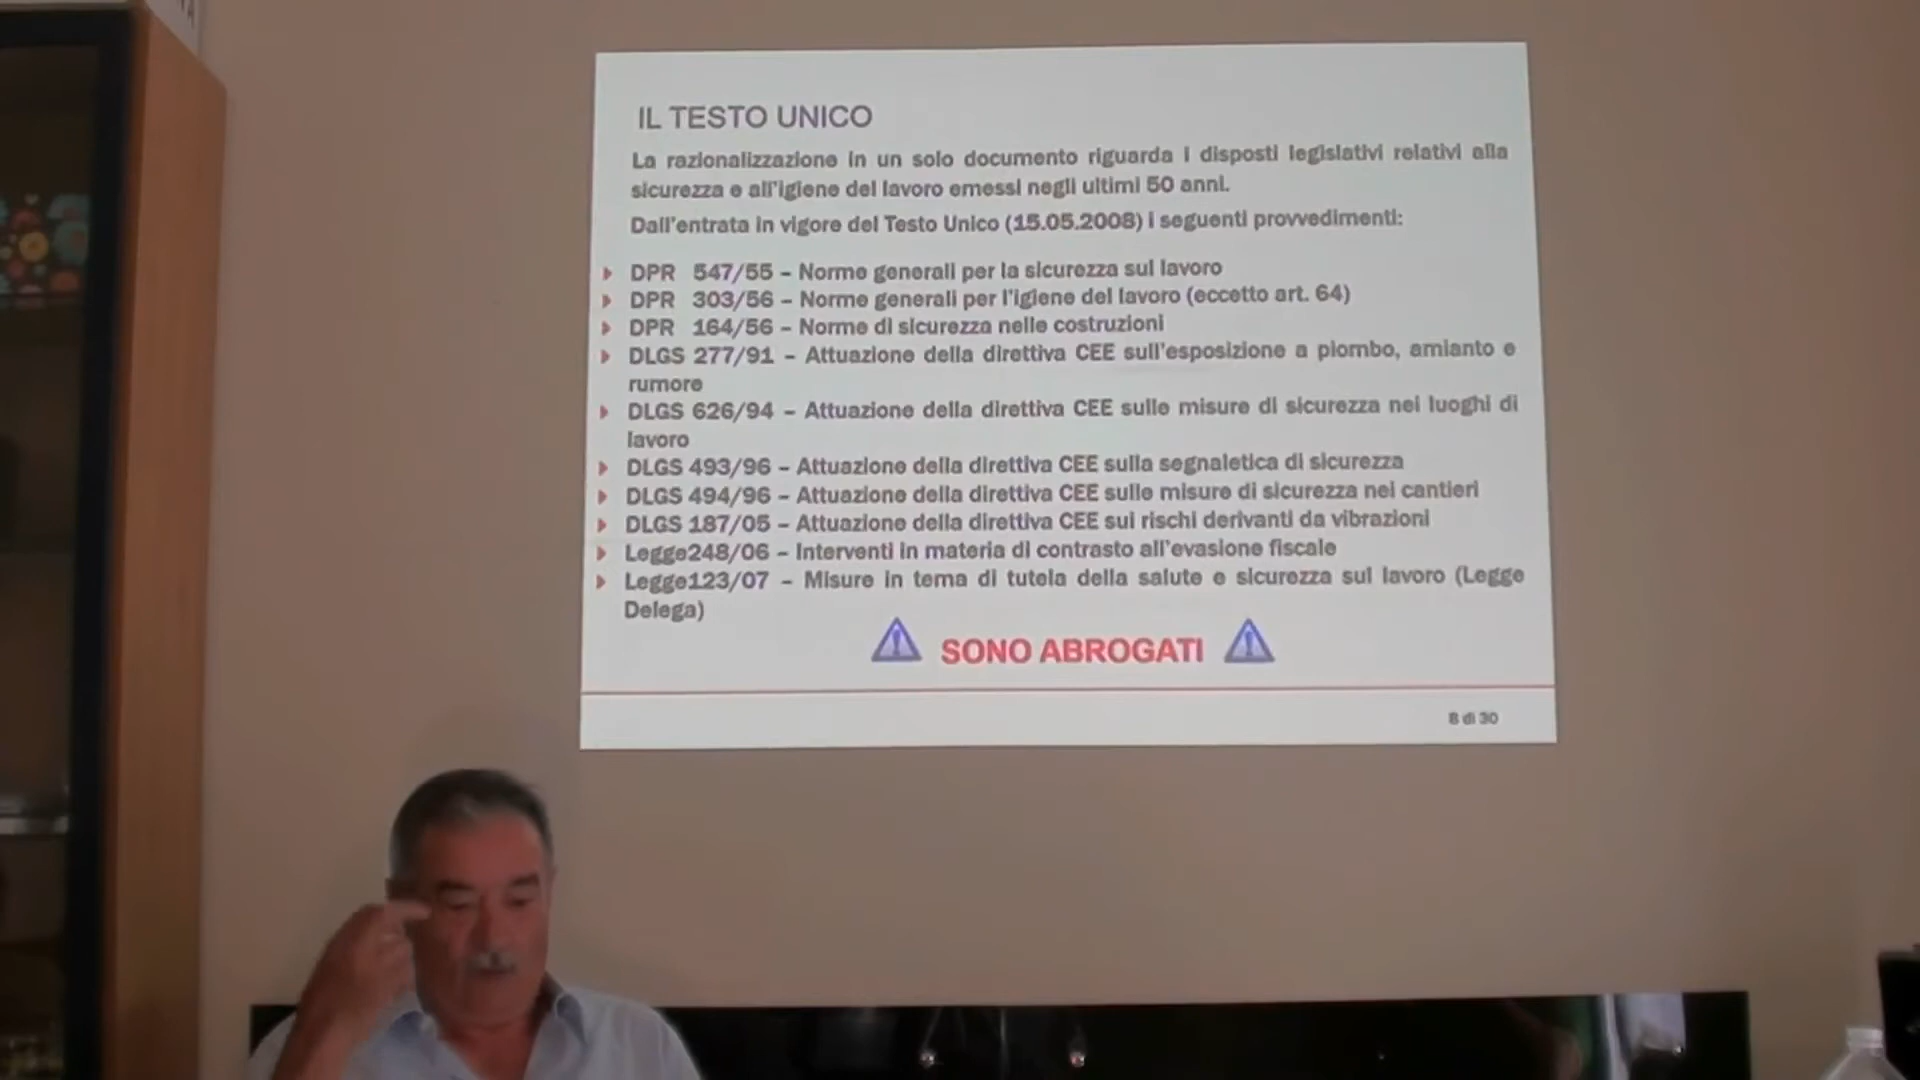 IL TESTO UNICO
La razionalizzazione in un solo documento riguarda i disposti legislativi relativi alla
sicurezza e all'igiene del lavoro emessi negli ultimi 50 anni.
Dall'entrata in vigore del Testo Unico (15.05.2008) i seguenti provvedimenti:
DPR 547/55 – Norme generali per la sicurezza sul lavoro
DPR 303/56 – Norme generali per l'igiene del lavoro (eccetto art. 64)
DPR 164/56 – Norme di sicurezza nelle costruzioni
DLGS 277/91 – Attuazione della direttiva CEE sull'esposizione a piombo, amianto e
rumore
DLGS 626/94 – Attuazione della direttiva CEE sulle misure di sicurezza nei luoghi di
lavoro
DLGS 493/96 – Attuazione della direttiva CEE sulla segnaletica di sicurezza
DLGS 494/96 – Attuazione della direttiva CEE sulle misure di sicurezza nei cantieri
DLGS 187/05 – Attuazione della direttiva CEE sui rischi derivanti da vibrazioni
Legge248/06 – Interventi in materia di contrasto all'evasione fiscale
Legge123/07 – Misure in tema di tutela della salute e sicurezza sul lavoro (Legge
Delega)
SONO ABROGATI
8 di 30